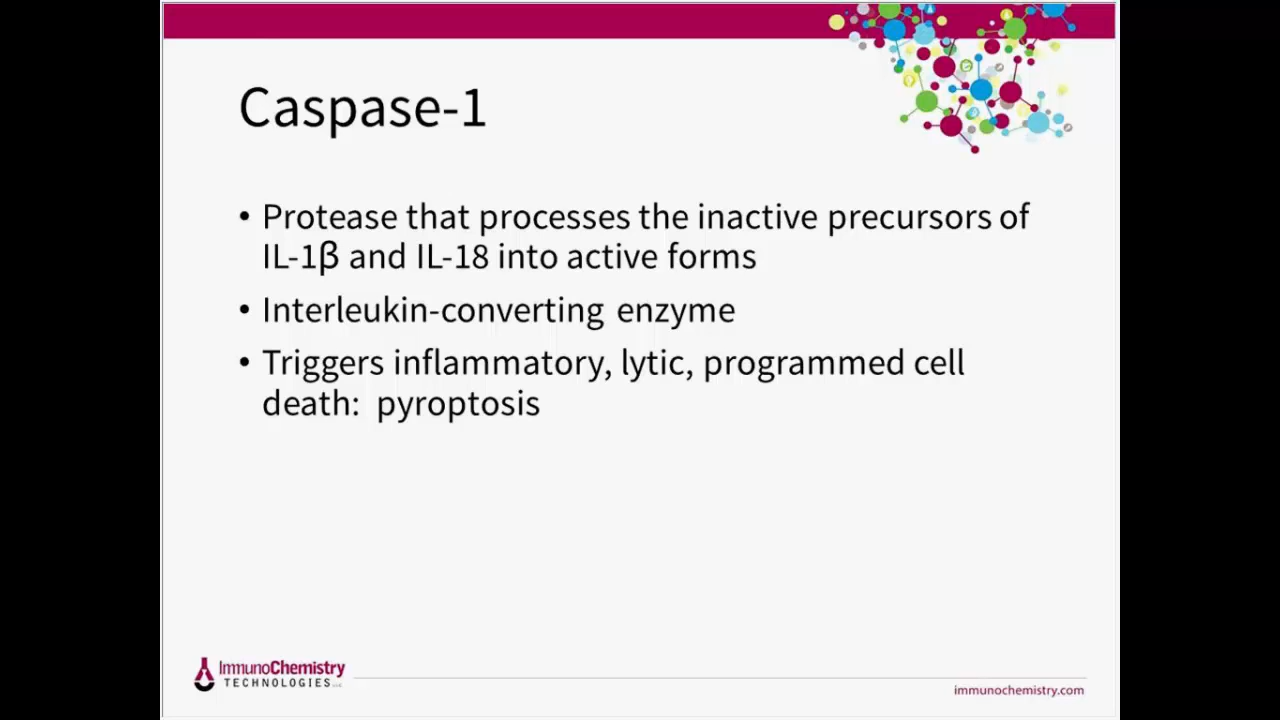 Caspase-1
• Protease that processes the inactive precursors of
IL-1β and IL-18 into active forms
• Interleukin-converting enzyme
• Triggers inflammatory, lytic, programmed cell
death: pyroptosis
ImmunoChemistry
TECHNOLOGIES
immunochemistry.com